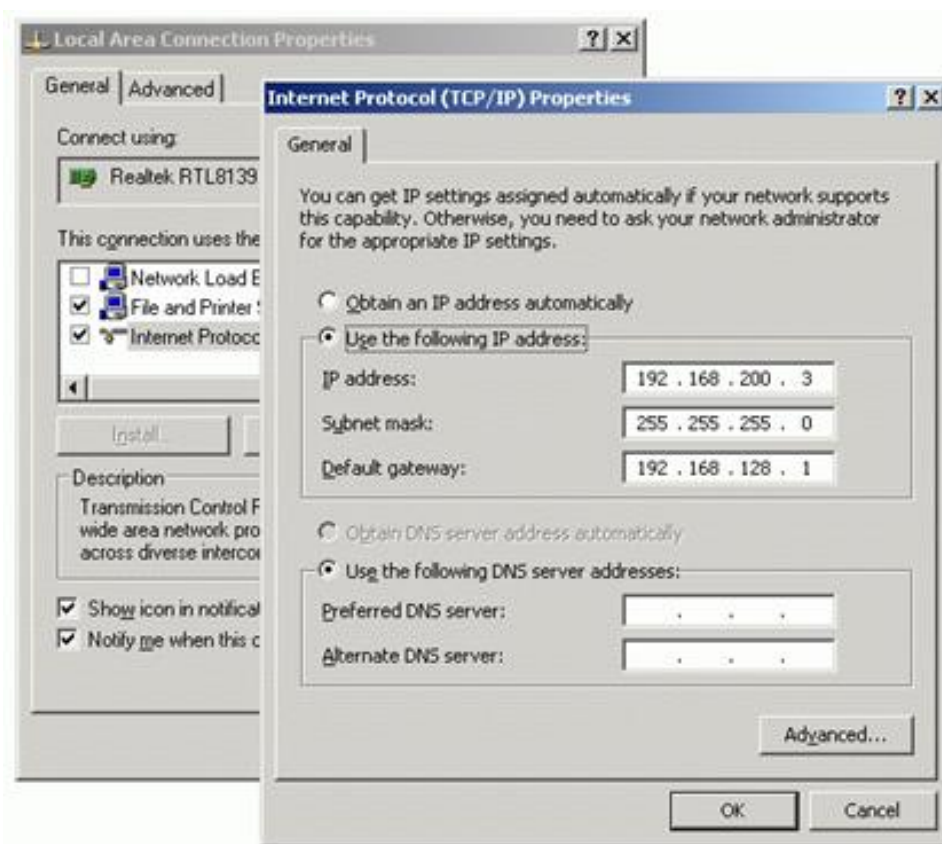 Local Area Connection Properties
General Advanced
Connect using:
Realtek RTL8139
This connection uses the
Network Load B
File and Printer
Internet Protoco
Install...
Description
Transmission Control P
wide area network pro
across diverse interco
Show icon in notificat
Notify me when this c
Internet Protocol (TCP/IP) Properties
General
You can get IP settings assigned automatically if your network supports
this capability. Otherwise, you need to ask your network administrator
for the appropriate IP settings.
Obtain an IP address automatically
Use the following IP address:
IP address: 192 . 168 . 200 . 3
Subnet mask: 255 . 255 . 255 . 0
Default gateway: 192 . 168 . 128 . 1
Obtain DNS server address automatically
Use the following DNS server addresses:
Preferred DNS server: . . .
Alternate DNS server: . . .
Advanced...
OK Cancel